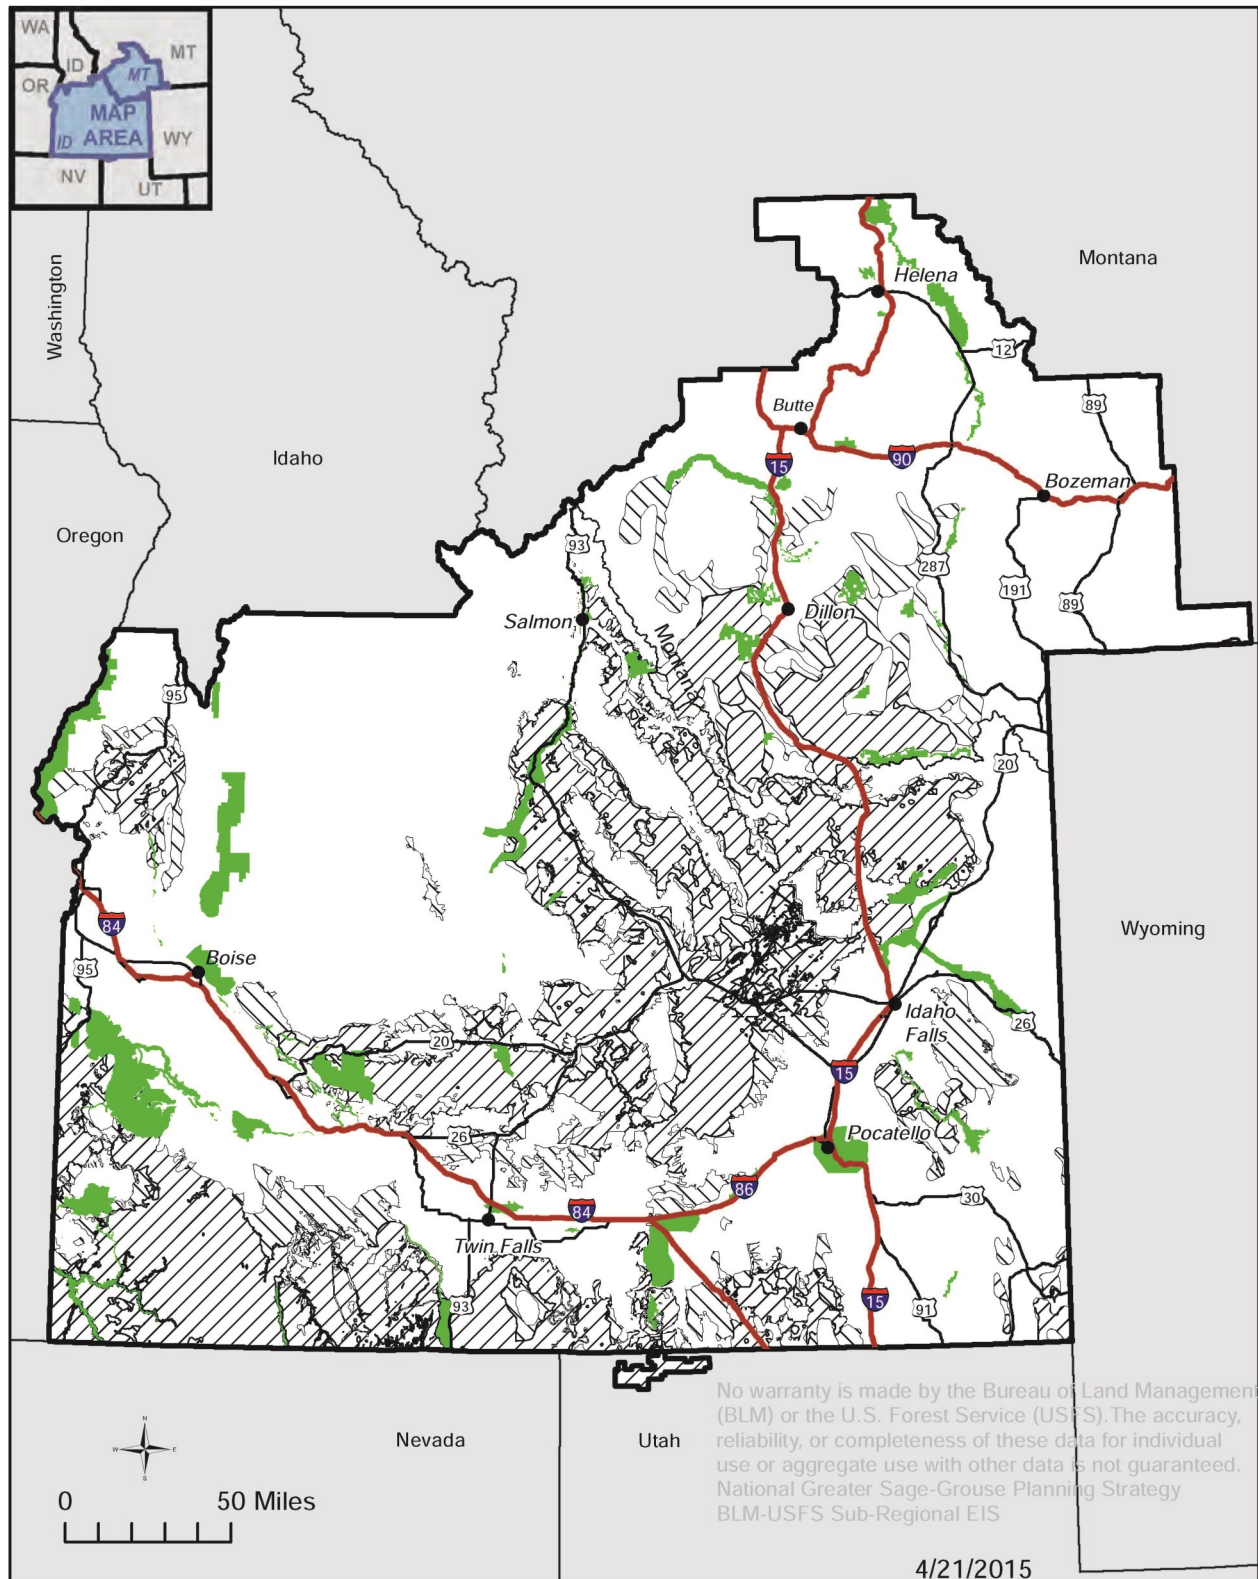 WA
MT
ID
MT
OR
MAP
AREA
ID
WY
NV
UT
Washington
Montana
Helena
12
Butte
89
Idaho
15
90
Bozeman
Oregon
93
287
191
89
Salmon
Dillon
Montana
95
20
84
Wyoming
95
Boise
Idaho
Falls
26
20
15
26
Pocatello
86
30
84
Twin Falls
93
15
91
No warranty is made by the Bureau of Land Management
(BLM) or the U.S. Forest Service (USFS).The accuracy,
reliability, or completeness of these data for individual
use or aggregate use with other data is not guaranteed.
National Greater Sage-Grouse Planning Strategy
BLM-USFS Sub-Regional EIS
N
W E
S
Nevada
Utah
0 50 Miles
4/21/2015